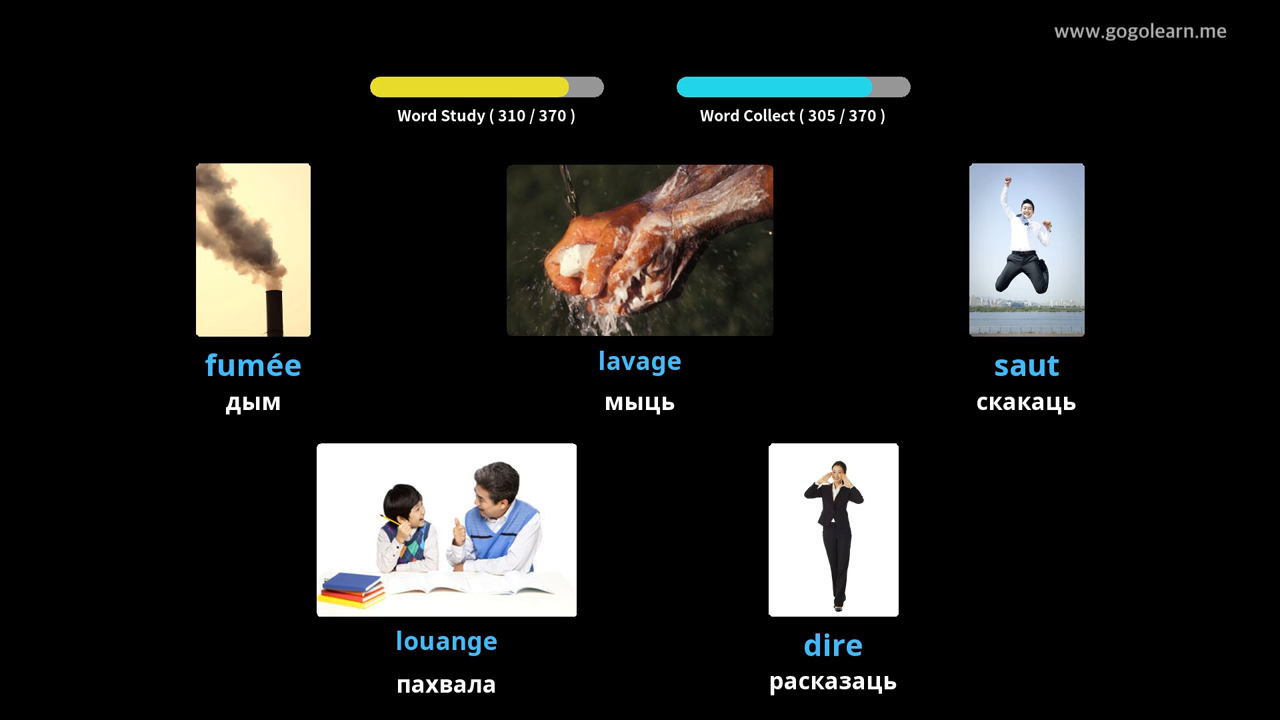 www.gogolearn.me
Word Study ( 310 / 370 )
Word Collect ( 305 / 370 )
fumée
дым
lavage
мыць
saut
скакаць
louange
пахвала
dire
расказаць